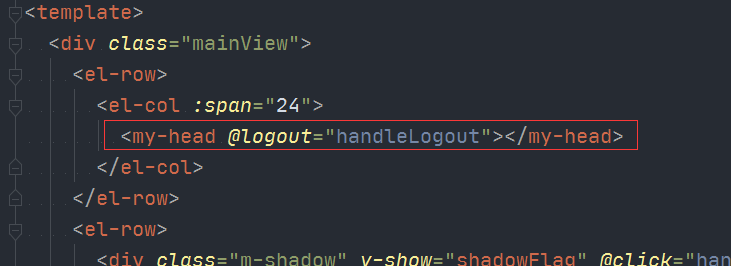 <template>
<div class="mainView">
<el-row>
<el-col :span="24">
<my-head @logout="handleLogout"></my-head>
</el-col>
</el-row>
<el-row>
<div class="m-shadow" v-show="shadowFlag" @click="han